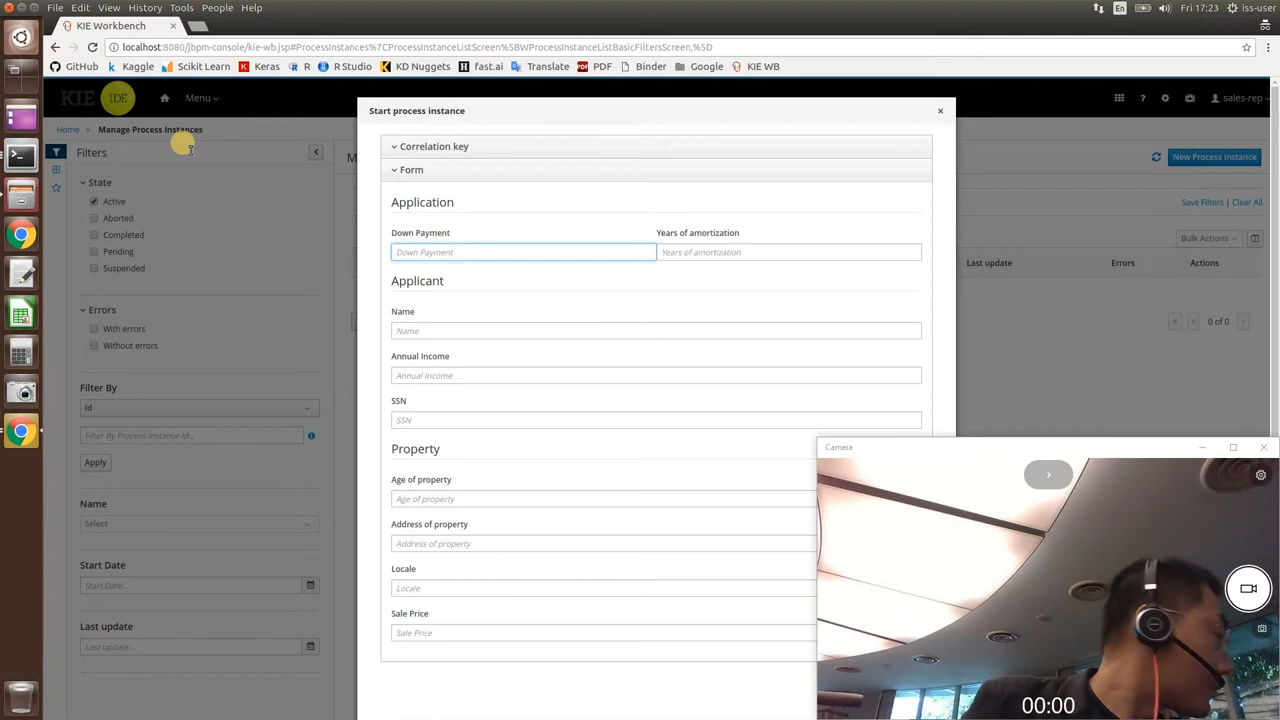 File Edit View History Tools People Help
En
Fri 17:23
iss-user
KIE Workbench
localhost:8080/jbpm-console/kie-wb.jsp#ProcessInstances%7CProcessInstanceListScreen%5BWProcessInstanceListBasicFiltersScreen,%5D
GitHub Kaggle Scikit Learn Keras R R Studio KD Nuggets fast.ai Translate PDF Binder Google KIE WB
KIE IDE Menu
sales-rep
Home » Manage Process Instances
Filters
State
Active
Aborted
Completed
Pending
Suspended
Errors
With errors
Without errors
Filter By
Id
Filter By Process Instance Id...
Apply
Name
Select
Start Date
Start Date...
Last update
Last update...
Start process instance
Correlation key
Form
Application
Down Payment Years of amortization
Down Payment Years of amortization
Applicant
Name
Name
Annual Income
Annual Income
SSN
SSN
Property
Age of property
Age of property
Address of property
Address of property
Locale
Locale
Sale Price
Sale Price
M
New Process Instance
Save Filters | Clear All
Bulk Actions
Last update Errors Actions
0 of 0
Camera
00:00